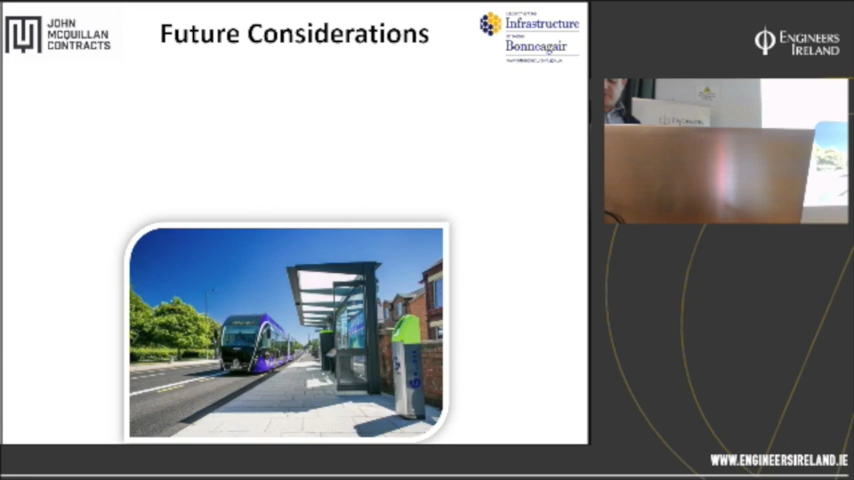 JOHN
MCQUILLAN
CONTRACTS
Future Considerations
Infrastructure
Bonneagair
ENGINEERS
IRELAND
WWW.ENGINEERSIRELAND.IE